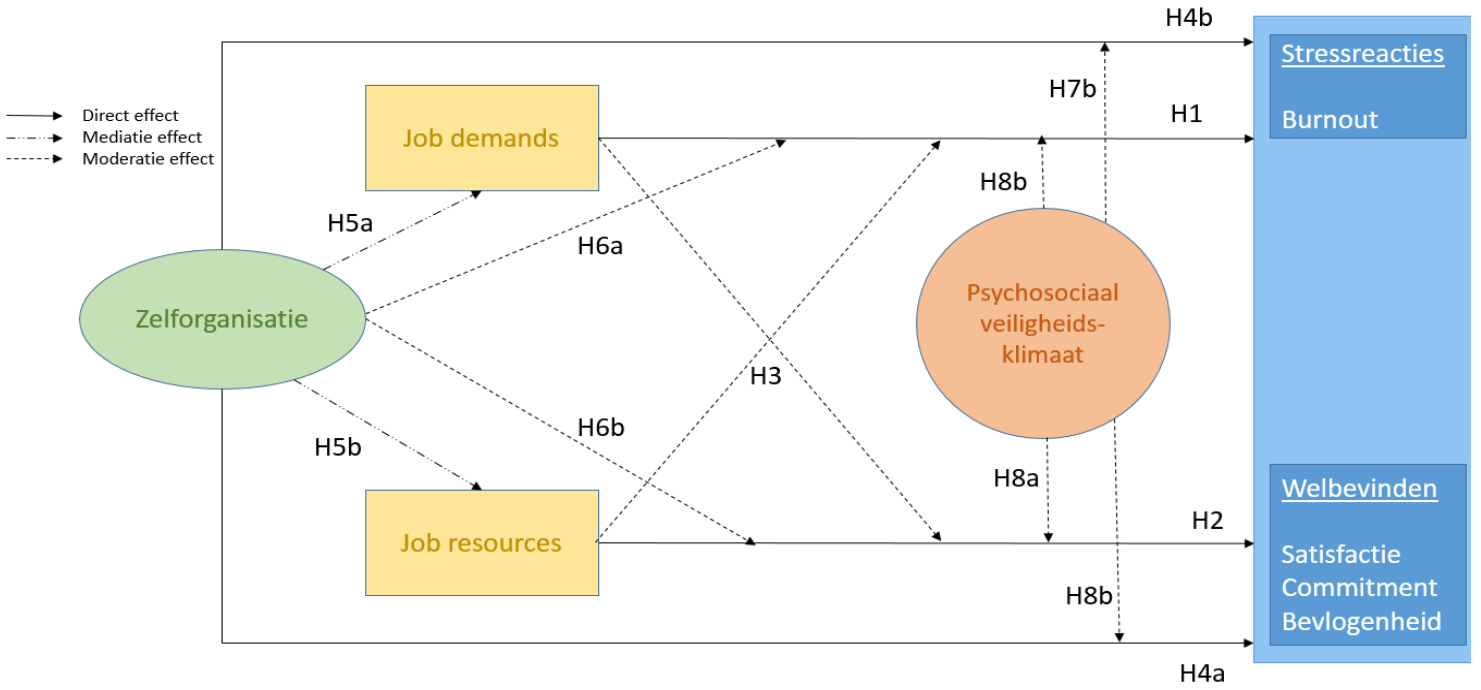 H4b
Stressreacties
H7b
Direct effect
H1
Burnout
Mediatie effect
Job demands
Moderatie effect
H8b
H5a
H6a
Psychosociaal
veiligheids-
klimaat
Zelforganisatie
H3
H6b
H5b
H8a
Welbevinden
H2
Job resources
Satisfactie
Commitment
H8b
Bevlogenheid
H4a